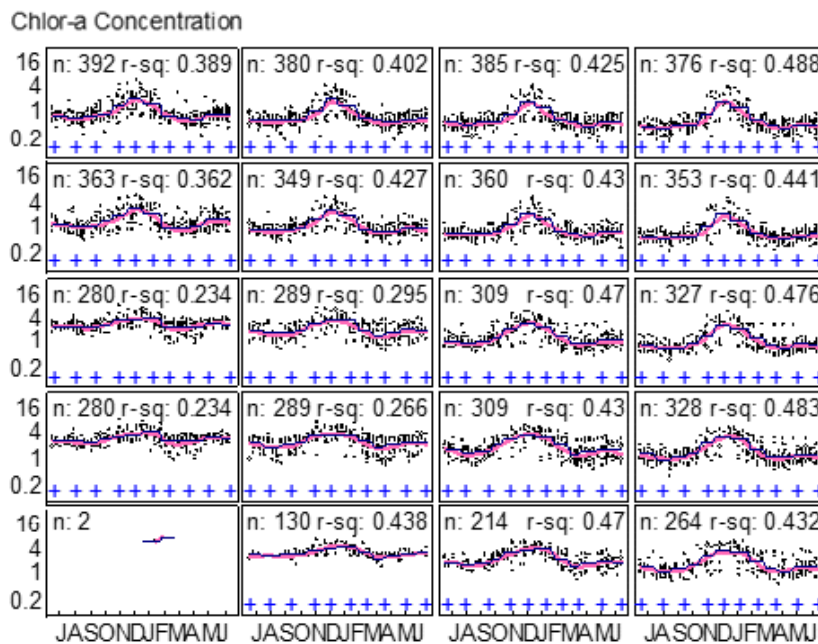 Chlor-a Concentration
16 n: 392 r-sq: 0.389 n: 380 r-sq: 0.402 n: 385 r-sq: 0.425 n: 376 r-sq: 0.488
4
1
0.2
16 n: 363 r-sq: 0.362 n: 349 r-sq: 0.427 n: 360 r-sq: 0.43 n: 353 r-sq: 0.441
4
1
0.2
16 n: 280 r-sq: 0.234 n: 289 r-sq: 0.295 n: 309 r-sq: 0.47 n: 327 r-sq: 0.476
4
1
0.2
16 n: 280 r-sq: 0.234 n: 289 r-sq: 0.266 n: 309 r-sq: 0.43 n: 328 r-sq: 0.483
4
1
0.2
16 n: 2 n: 130 r-sq: 0.438 n: 214 r-sq: 0.47 n: 264 r-sq: 0.432
4
1
0.2
JASONDJFMAMJ JASONDJFMAMJ JASONDJFMAMJ JASONDJFMAMJ